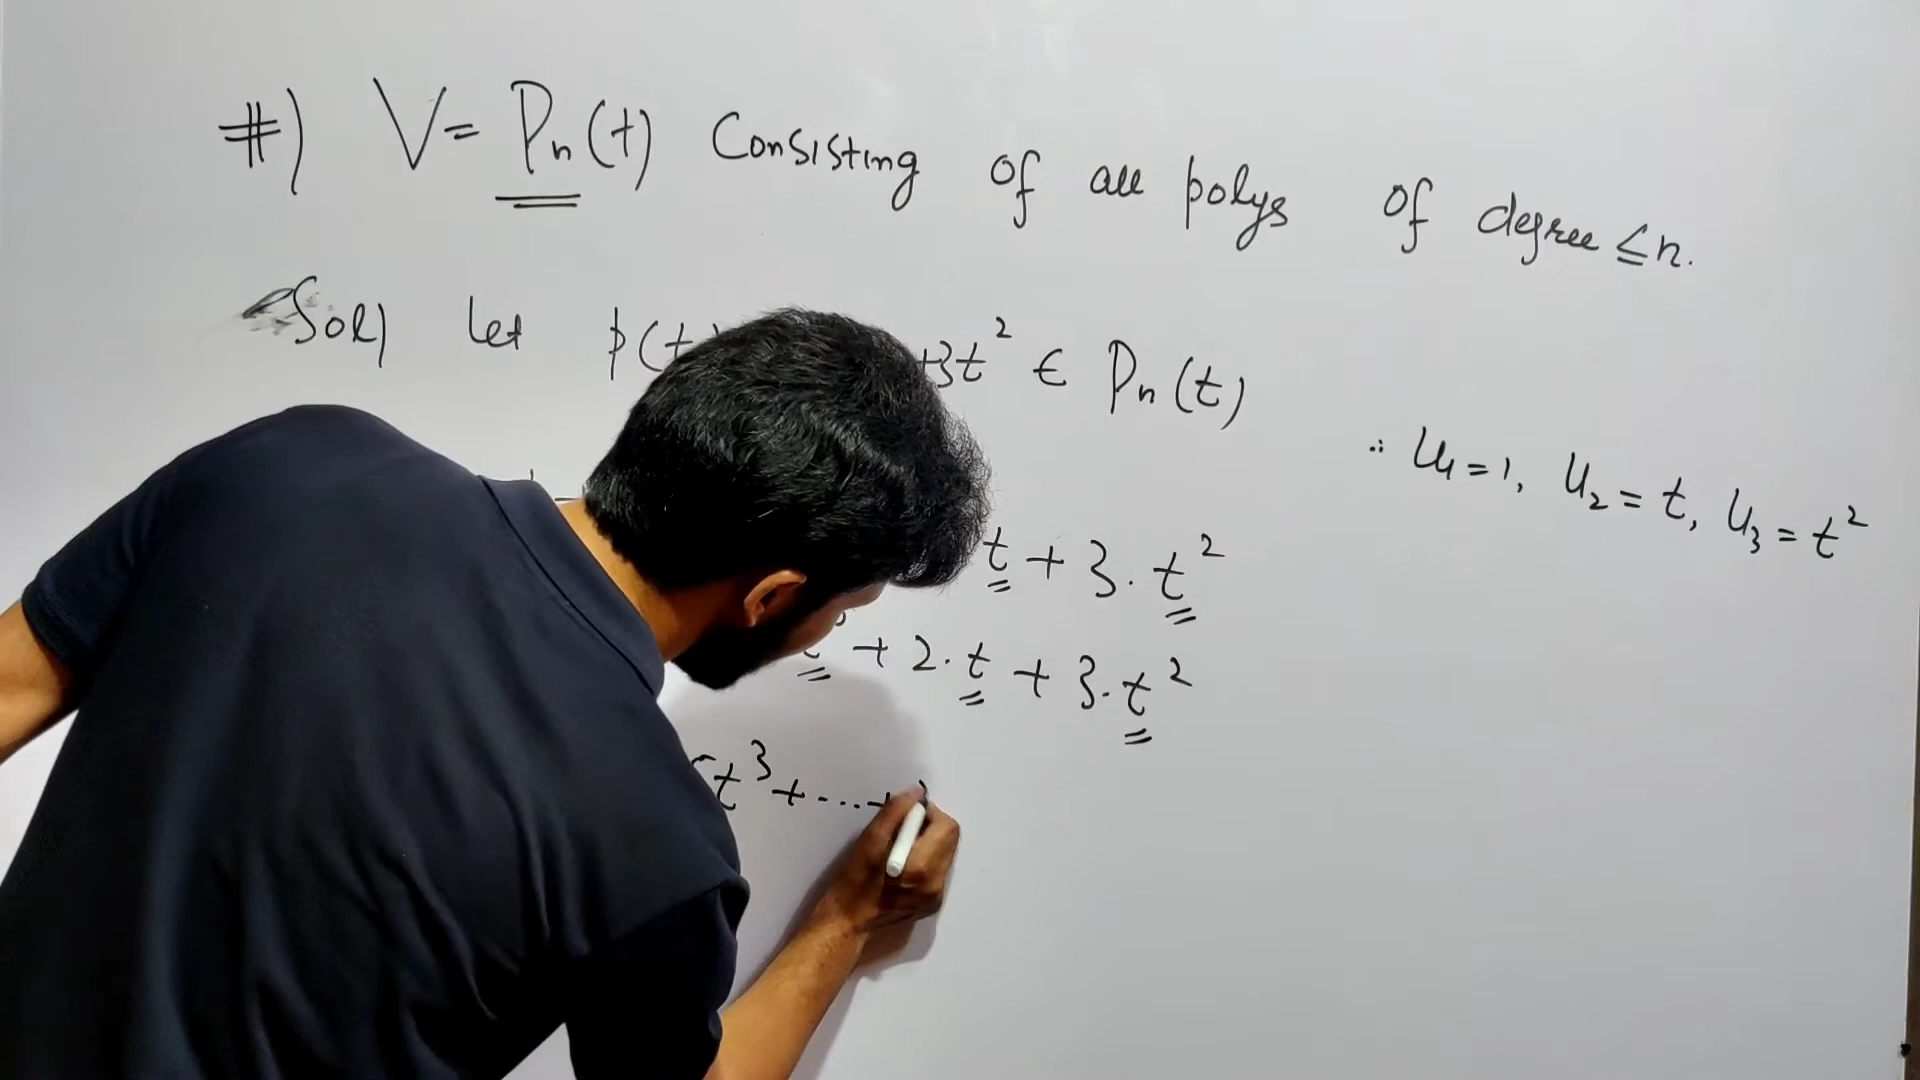 #) V = Pn(t) Consisting of all polys of degree ≤ n.
Sol) Let p(t) +3t² ∈ Pn(t)
∴ u₁ = 1, u₂ = t, u₃ = t²
t + 3. t²
+ 2. t + 3. t²
t³ + ... +